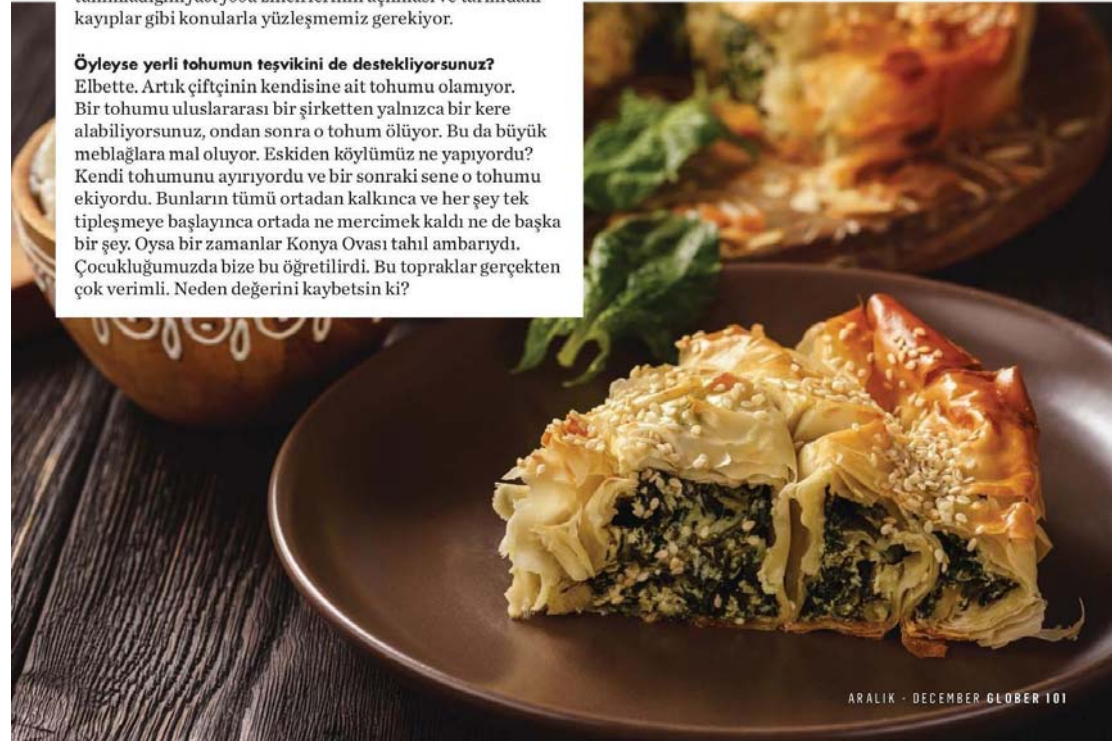 kayıplar gibi konularla yüzleşmemiz gerekiyor.
Öyleyse yerli tohumun teşvikini de destekliyorsunuz?
Elbette. Artık çiftçinin kendisine ait tohumu olamıyor.
Bir tohumu uluslararası bir şirketten yalnızca bir kere
alabiliyorsunuz, ondan sonra o tohum ölüyor. Bu da büyük
meblağlara mal oluyor. Eskiden köylümüz ne yapıyordu?
Kendi tohumunu ayırıyordu ve bir sonraki sene o tohumu
ekiyordu. Bunların tümü ortadan kalkınca ve her şey tek
tipleşmeye başlayınca ortada ne mercimek kaldı ne de başka
bir şey. Oysa bir zamanlar Konya Ovası tahıl ambarıydı.
Çocukluğumuzda bize bu öğretilirdi. Bu topraklar gerçekten
çok verimli. Neden değerini kaybetsin ki?
ARALIK - DECEMBER GLOBER 101